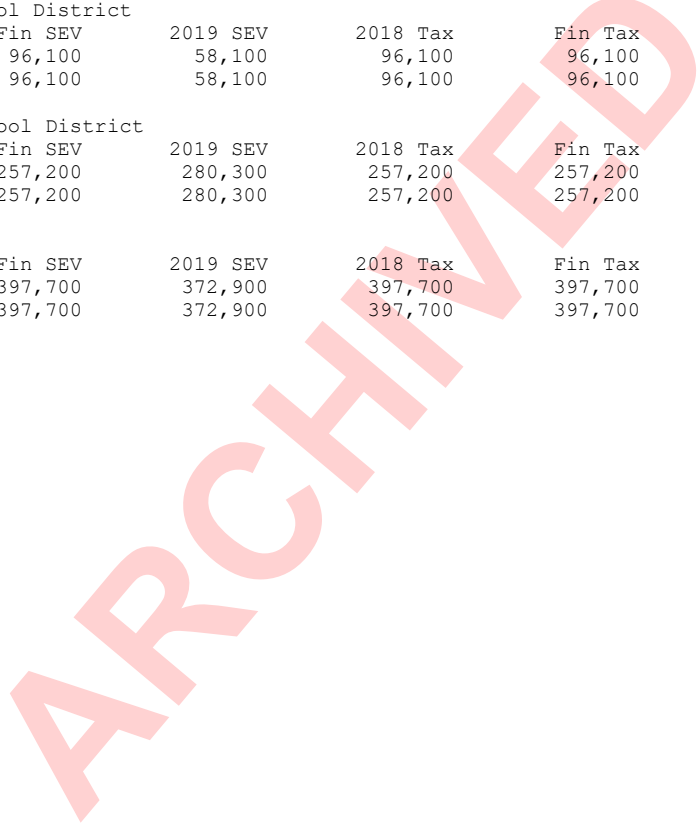 ol District
Fin SEV 2019 SEV 2018 Tax Fin Tax
96,100 58,100 96,100 96,100
96,100 58,100 96,100 96,100
ool District
Fin SEV 2019 SEV 2018 Tax Fin Tax
257,200 280,300 257,200 257,200
257,200 280,300 257,200 257,200
Fin SEV 2019 SEV 2018 Tax Fin Tax
397,700 372,900 397,700 397,700
397,700 372,900 397,700 397,700
ARCHIVED